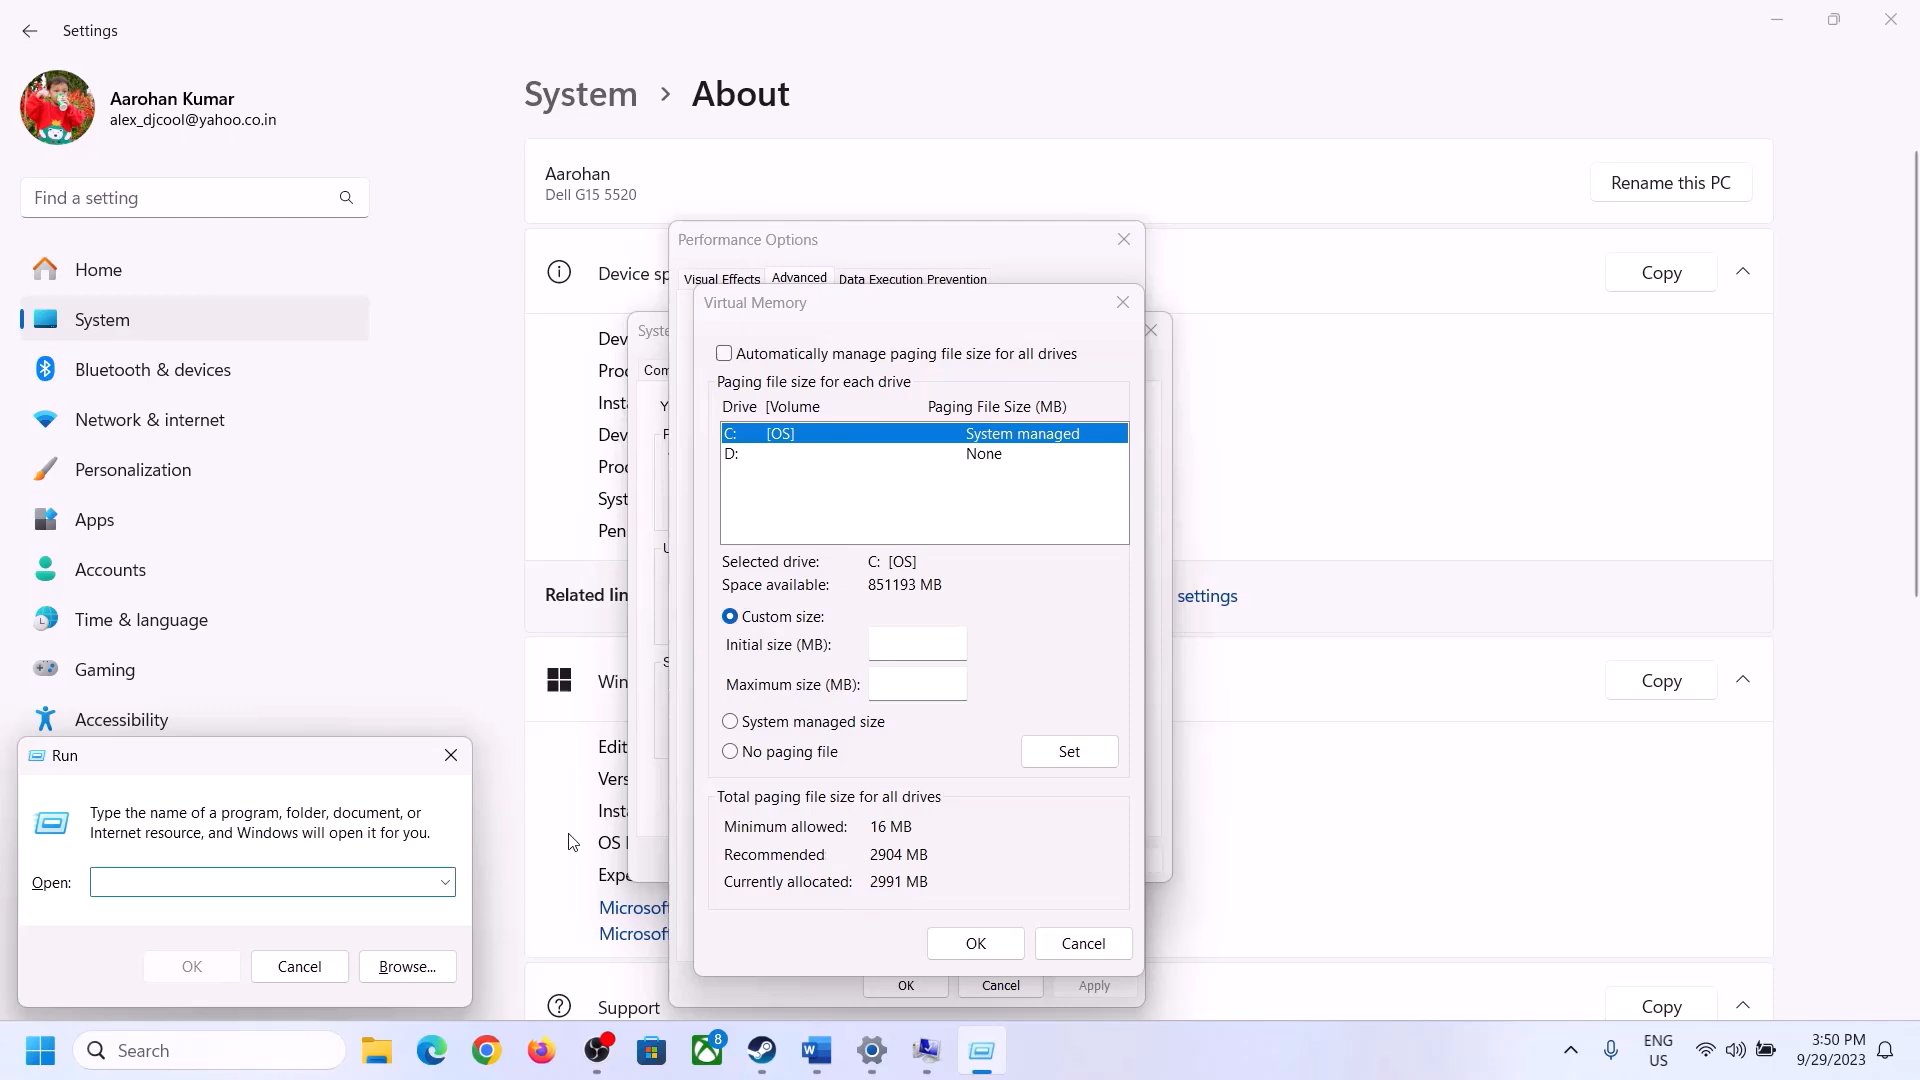 Settings
Aarohan Kumar
alex_djcool@yahoo.co.in
Find a setting
Home
System
Bluetooth & devices
Network & internet
Personalization
Apps
Accounts
Time & language
Gaming
Accessibility
System > About
Aarohan
Dell G15 5520
Rename this PC
Device sp
Copy
Dev
Proc
Inst
Dev
Proc
Syst
Pen
Related lin
settings
Win
Copy
Edit
Vers
Inst
OS
Expe
Microsof
Microsof
Support
Copy
Syste
Com
Y
Performance Options
Visual Effects
Advanced
Data Execution Prevention
Virtual Memory
Automatically manage paging file size for all drives
Paging file size for each drive
Drive [Volume Paging File Size (MB)
C: [OS] System managed
D: None
Selected drive: C: [OS]
Space available: 851193 MB
Custom size:
Initial size (MB):
Maximum size (MB):
System managed size
No paging file
Set
Total paging file size for all drives
Minimum allowed: 16 MB
Recommended 2904 MB
Currently allocated: 2991 MB
OK Cancel
OK Cancel Apply
Run
Type the name of a program, folder, document, or
Internet resource, and Windows will open it for you.
Open:
OK Cancel Browse...
Search
8
ENG
US
3:50 PM
9/29/2023